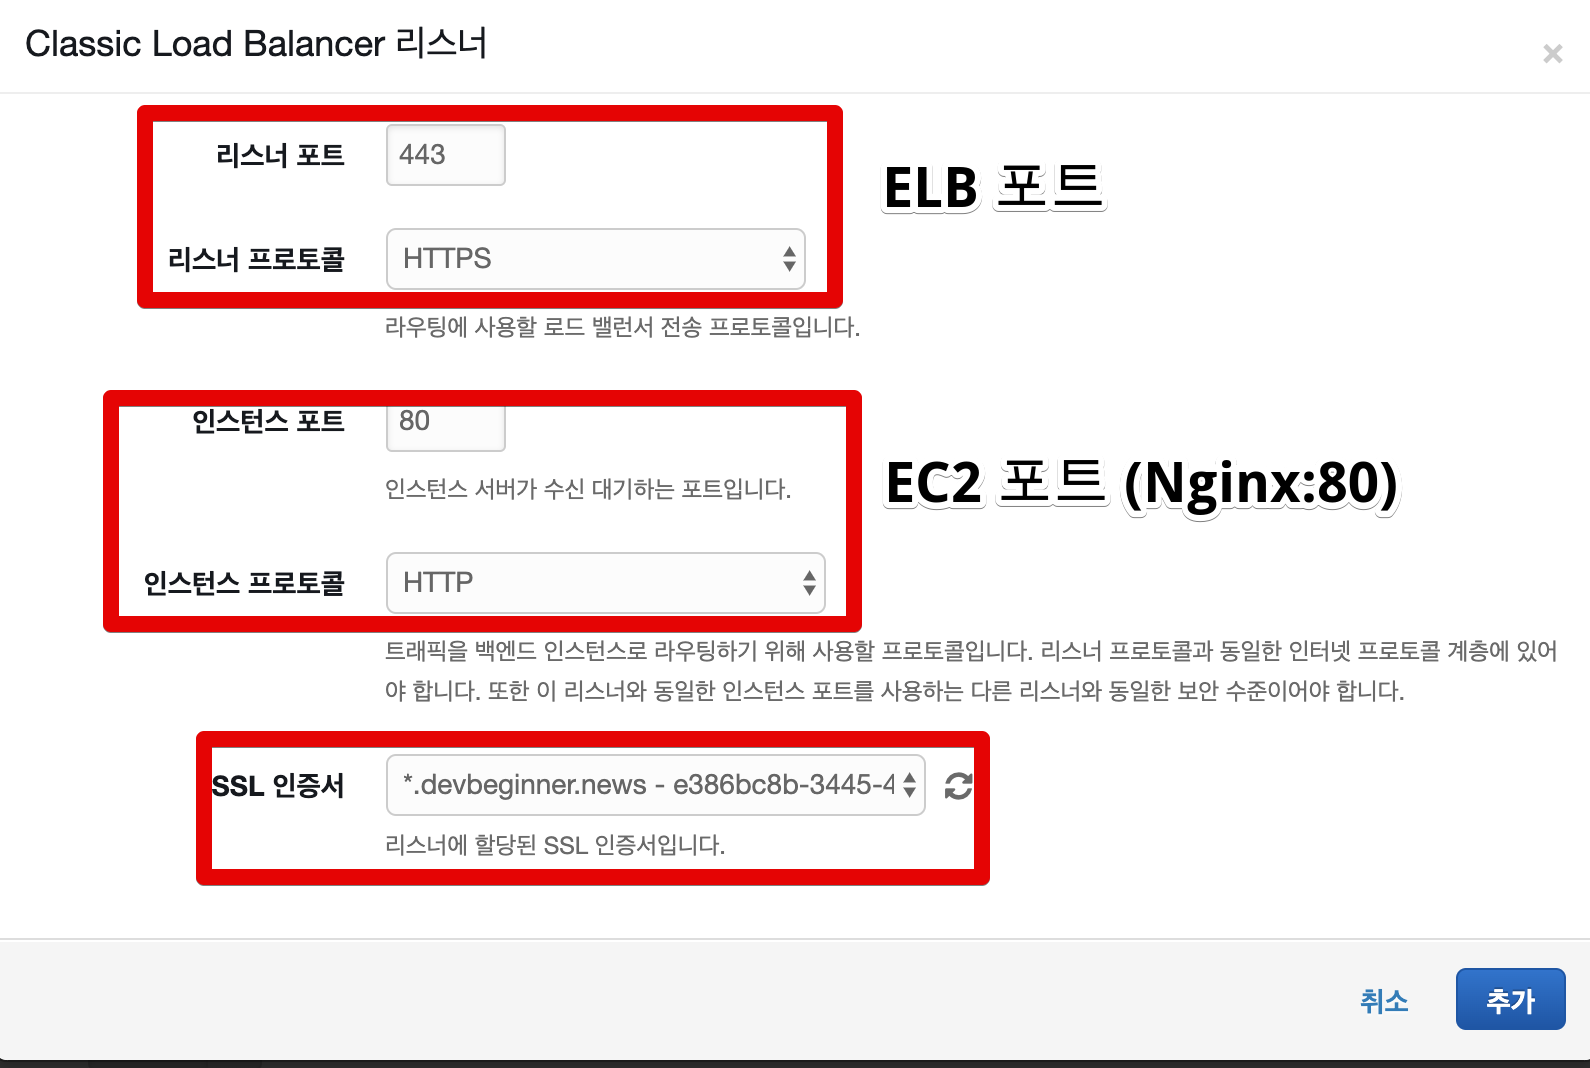 Classic Load Balancer 리스너
×
리스너 포트 443
ELB 포트
리스너 프로토콜 HTTPS
라우팅에 사용할 로드 밸런서 전송 프로토콜입니다.
인스턴스 포트 80
인스턴스 서버가 수신 대기하는 포트입니다.
EC2 포트 (Nginx:80)
인스턴스 프로토콜 HTTP
트래픽을 백엔드 인스턴스로 라우팅하기 위해 사용할 프로토콜입니다. 리스너 프로토콜과 동일한 인터넷 프로토콜 계층에 있어
야 합니다. 또한 이 리스너와 동일한 인스턴스 포트를 사용하는 다른 리스너와 동일한 보안 수준이어야 합니다.
SSL 인증서 *.devbeginner.news - e386bc8b-3445-4
리스너에 할당된 SSL 인증서입니다.
취소 추가